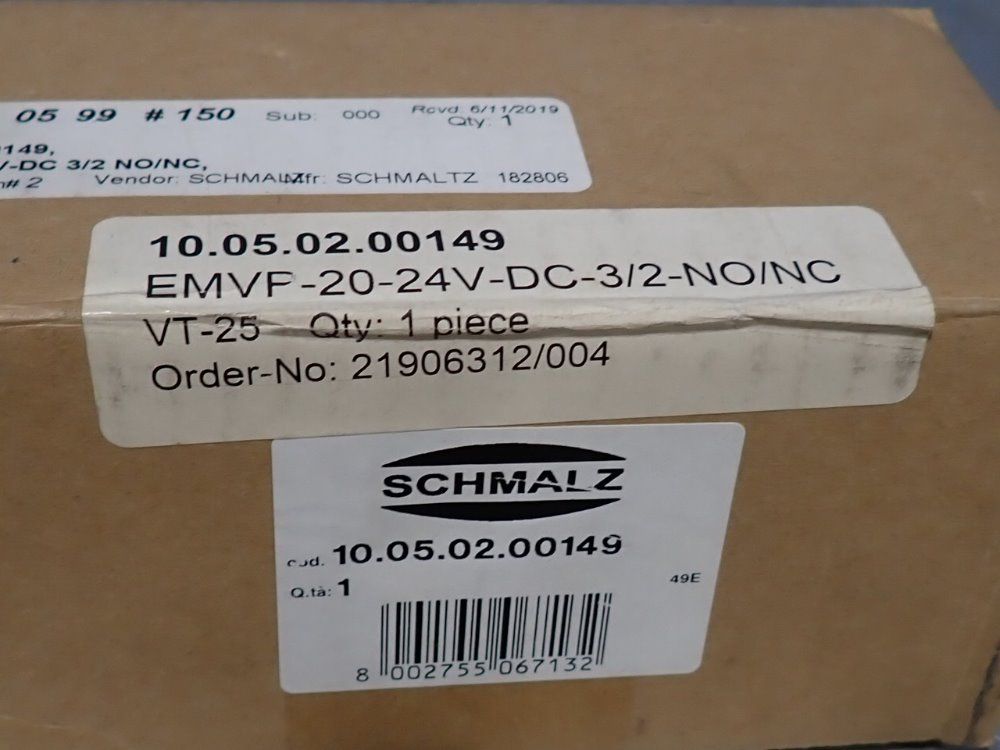 05 99 # 150 Sub: 000 Rcvd: 6/11/2019
Qty: 1
149,
/-DC 3/2 NO/NC,
# 2 Vendor: SCHMALZ Mfr: SCHMALTZ 182806
10.05.02.00149
EMVP-20-24V-DC-3/2-NO/NC
VT-25 Qty: 1 piece
Order-No: 21906312/004
SCHMALZ
cod. 10.05.02.00149
Q.tà: 1 49E
8 002755 067132